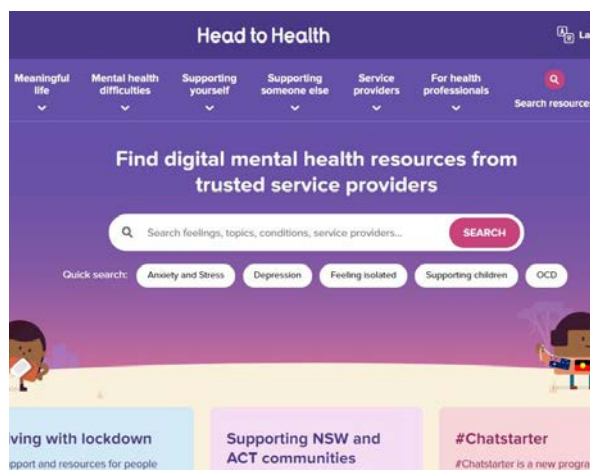 Head to Health
La
Meaningful life
Mental health difficulties
Supporting yourself
Supporting someone else
Service providers
For health professionals
Search resources
Find digital mental health resources from
trusted service providers
Search feelings, topics, conditions, service providers...
SEARCH
Quick search: Anxiety and Stress Depression Feeling isolated Supporting children OCD
ving with lockdown
pport and resources for people
Supporting NSW and
ACT communities
#Chatstarter
#Chatstarter is a new progra